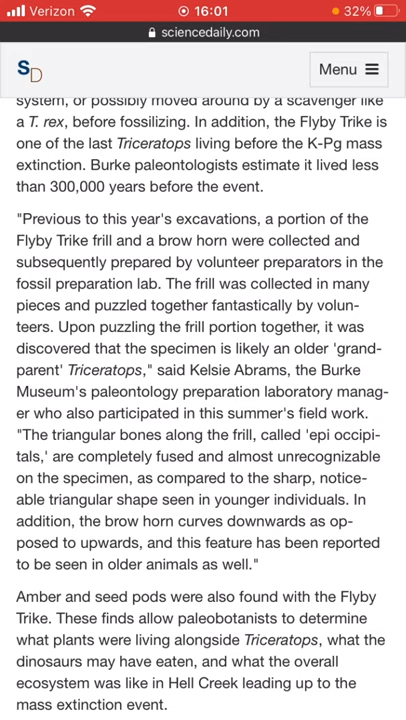 Verizon 16:01 32%
sciencedaily.com
SD Menu
system, or possibly moved around by a scavenger like
a T. rex, before fossilizing. In addition, the Flyby Trike is
one of the last Triceratops living before the K-Pg mass
extinction. Burke paleontologists estimate it lived less
than 300,000 years before the event.
"Previous to this year's excavations, a portion of the
Flyby Trike frill and a brow horn were collected and
subsequently prepared by volunteer preparators in the
fossil preparation lab. The frill was collected in many
pieces and puzzled together fantastically by volun-
teers. Upon puzzling the frill portion together, it was
discovered that the specimen is likely an older 'grand-
parent' Triceratops," said Kelsie Abrams, the Burke
Museum's paleontology preparation laboratory manag-
er who also participated in this summer's field work.
"The triangular bones along the frill, called 'epi occipi-
tals,' are completely fused and almost unrecognizable
on the specimen, as compared to the sharp, notice-
able triangular shape seen in younger individuals. In
addition, the brow horn curves downwards as op-
posed to upwards, and this feature has been reported
to be seen in older animals as well."
Amber and seed pods were also found with the Flyby
Trike. These finds allow paleobotanists to determine
what plants were living alongside Triceratops, what the
dinosaurs may have eaten, and what the overall
ecosystem was like in Hell Creek leading up to the
mass extinction event.